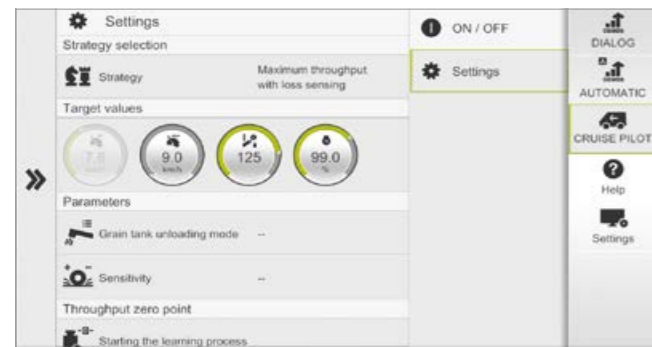 Settings
Strategy selection
Strategy
Maximum throughput
with loss sensing
Target values
9.0
km/h
125
99.0
%
Parameters
Grain tank unloading mode --
Sensitivity --
Throughput zero point
Starting the learning process
ON / OFF
Settings
DIALOG
AUTOMATIC
CRUISE PILOT
Help
Settings